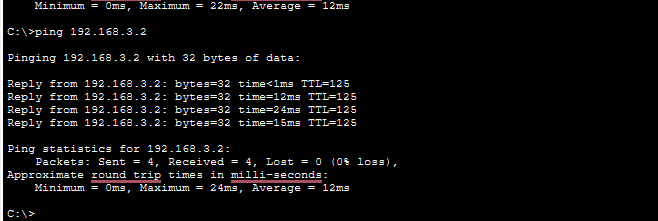 Minimum = 0ms, Maximum = 22ms, Average = 12ms
C:\>ping 192.168.3.2
Pinging 192.168.3.2 with 32 bytes of data:
Reply from 192.168.3.2: bytes=32 time<1ms TTL=125
Reply from 192.168.3.2: bytes=32 time=12ms TTL=125
Reply from 192.168.3.2: bytes=32 time=24ms TTL=125
Reply from 192.168.3.2: bytes=32 time=15ms TTL=125
Ping statistics for 192.168.3.2:
Packets: Sent = 4, Received = 4, Lost = 0 (0% loss),
Approximate round trip times in milli-seconds:
Minimum = 0ms, Maximum = 24ms, Average = 12ms
C:\>